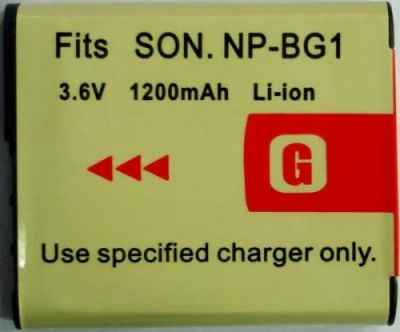 Fits SON. NP-BG1
3.6V 1200mAh Li-ion
G
Use specified charger only.